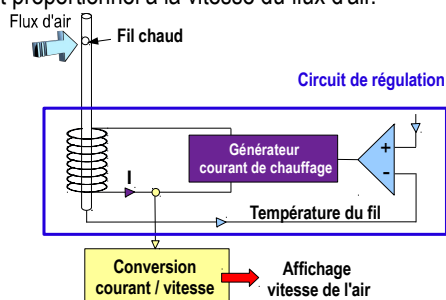 t proportionnel à la vitesse du flux d'air.
Flux d'air
Fil chaud
Circuit de régulation
Générateur
courant de chauffage
+
-
I
Température du fil
Conversion
courant / vitesse
Affichage
vitesse de l'air